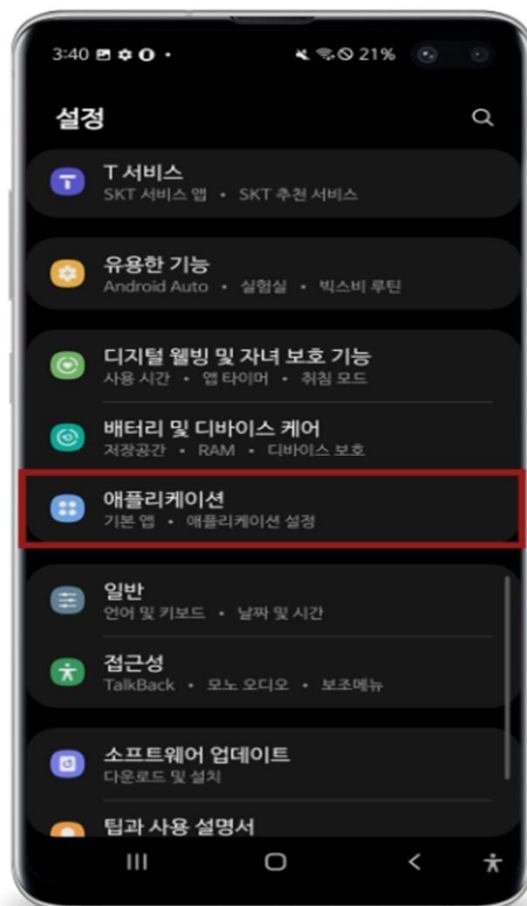 3:40 21%
설정
T 서비스
SKT 서비스 앱 • SKT 추천 서비스
유용한 기능
Android Auto • 실험실 • 빅스비 루틴
디지털 웰빙 및 자녀 보호 기능
사용 시간 • 앱 타이머 • 취침 모드
배터리 및 디바이스 케어
저장공간 • RAM • 디바이스 보호
애플리케이션
기본 앱 • 애플리케이션 설정
일반
언어 및 키보드 • 날짜 및 시간
접근성
TalkBack • 모노 오디오 • 보조메뉴
소프트웨어 업데이트
다운로드 및 설치
팁과 사용 설명서